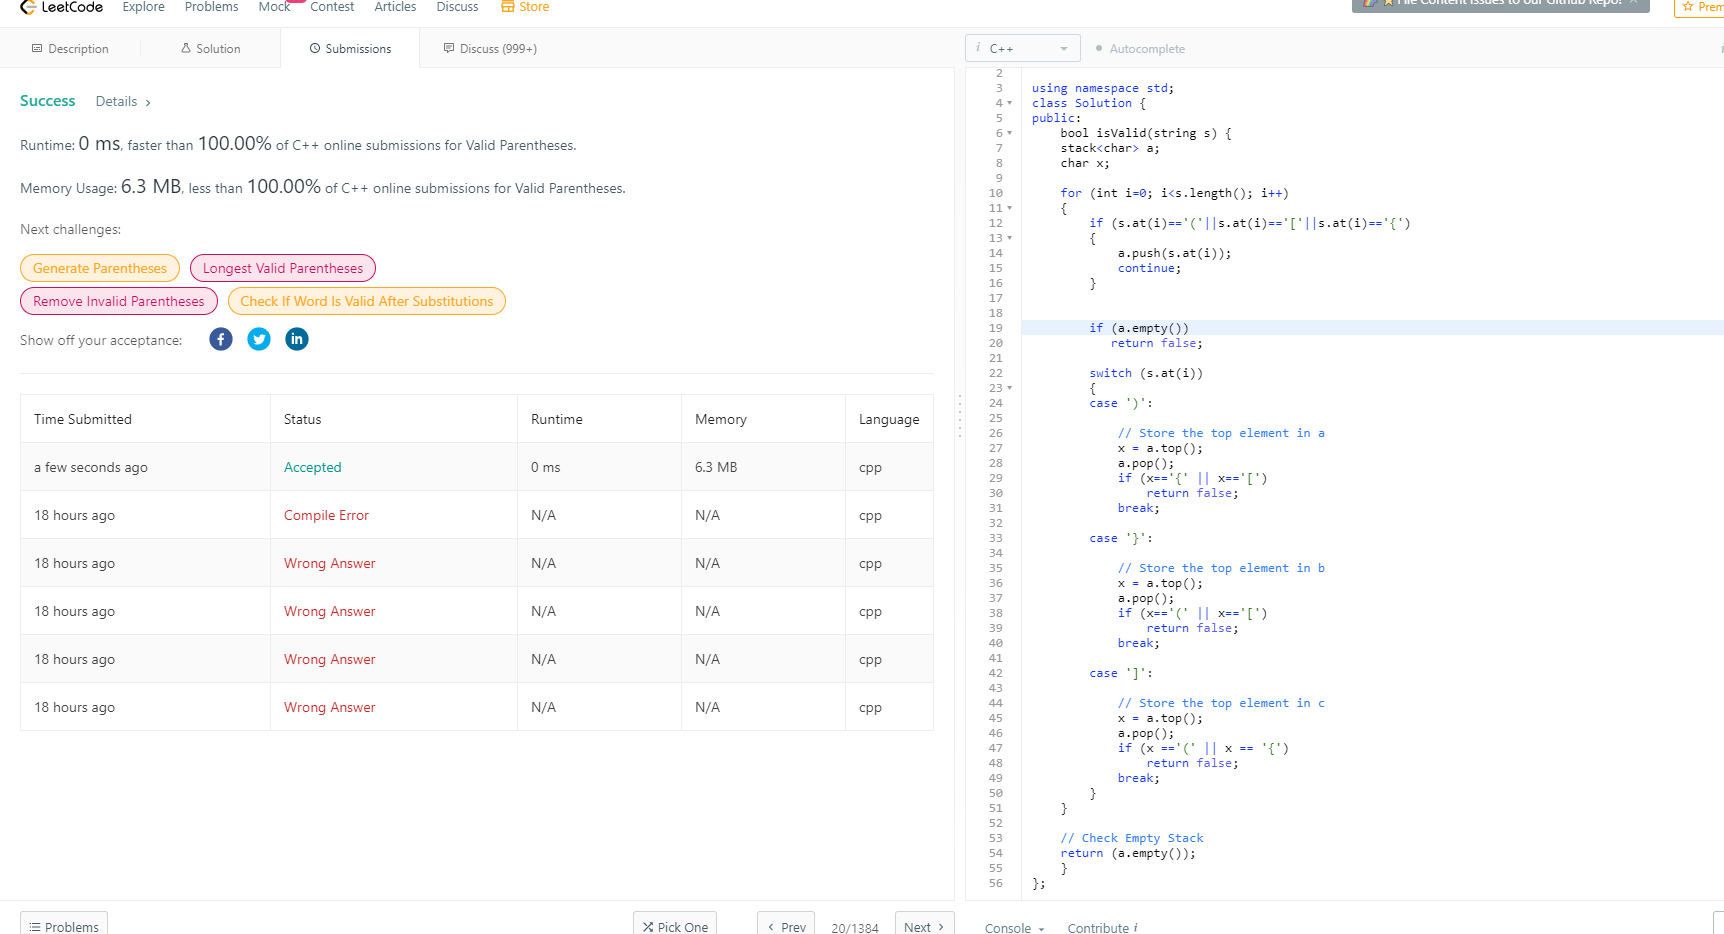 LeetCode Explore Problems Mock Contest Articles Discuss Store
File Content Issues to our Github Repo! ×
Description Solution Submissions Discuss (999+)
i C++ Autocomplete
Success Details ›
Runtime: 0 ms, faster than 100.00% of C++ online submissions for Valid Parentheses.
Memory Usage: 6.3 MB, less than 100.00% of C++ online submissions for Valid Parentheses.
Next challenges:
Generate Parentheses Longest Valid Parentheses
Remove Invalid Parentheses Check If Word Is Valid After Substitutions
Show off your acceptance:
Time Submitted Status Runtime Memory Language
a few seconds ago Accepted 0 ms 6.3 MB cpp
18 hours ago Compile Error N/A N/A cpp
18 hours ago Wrong Answer N/A N/A cpp
18 hours ago Wrong Answer N/A N/A cpp
18 hours ago Wrong Answer N/A N/A cpp
18 hours ago Wrong Answer N/A N/A cpp
Problems Pick One ‹ Prev 20/1384 Next ›
2
3 using namespace std;
4 class Solution {
5 public:
6     bool isValid(string s) {
7     stack<char> a;
8     char x;
9
10     for (int i=0; i<s.length(); i++)
11     {
12         if (s.at(i)=='('||s.at(i)=='['||s.at(i)=='{')
13         {
14             a.push(s.at(i));
15             continue;
16         }
17
18
19         if (a.empty())
20            return false;
21
22         switch (s.at(i))
23         {
24         case ')':
25
26             // Store the top element in a
27             x = a.top();
28             a.pop();
29             if (x=='{' || x=='[')
30                 return false;
31             break;
32
33         case '}':
34
35             // Store the top element in b
36             x = a.top();
37             a.pop();
38             if (x=='(' || x=='[')
39                 return false;
40             break;
41
42         case ']':
43
44             // Store the top element in c
45             x = a.top();
46             a.pop();
47             if (x =='(' || x == '{')
48                 return false;
49             break;
50         }
51     }
52
53     // Check Empty Stack
54     return (a.empty());
55     }
56 };
Console Contribute i